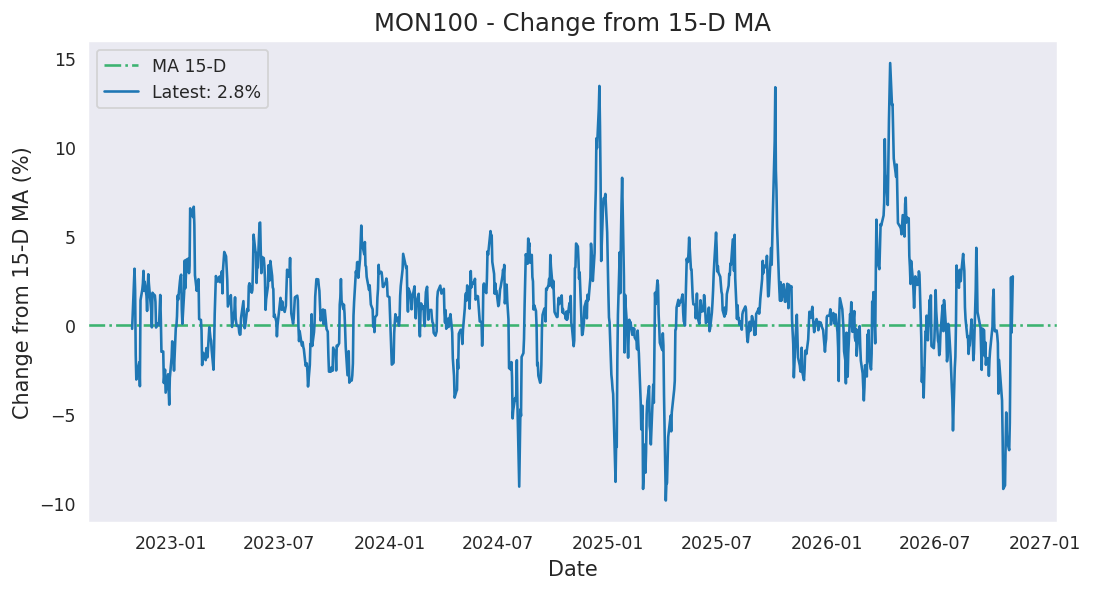 MON100 - Change from 15-D MA
MA 15-D
Latest: 2.8%
Change from 15-D MA (%)
15
10
5
0
−5
−10
2023-01 2023-07 2024-01 2024-07 2025-01 2025-07 2026-01 2026-07 2027-01
Date